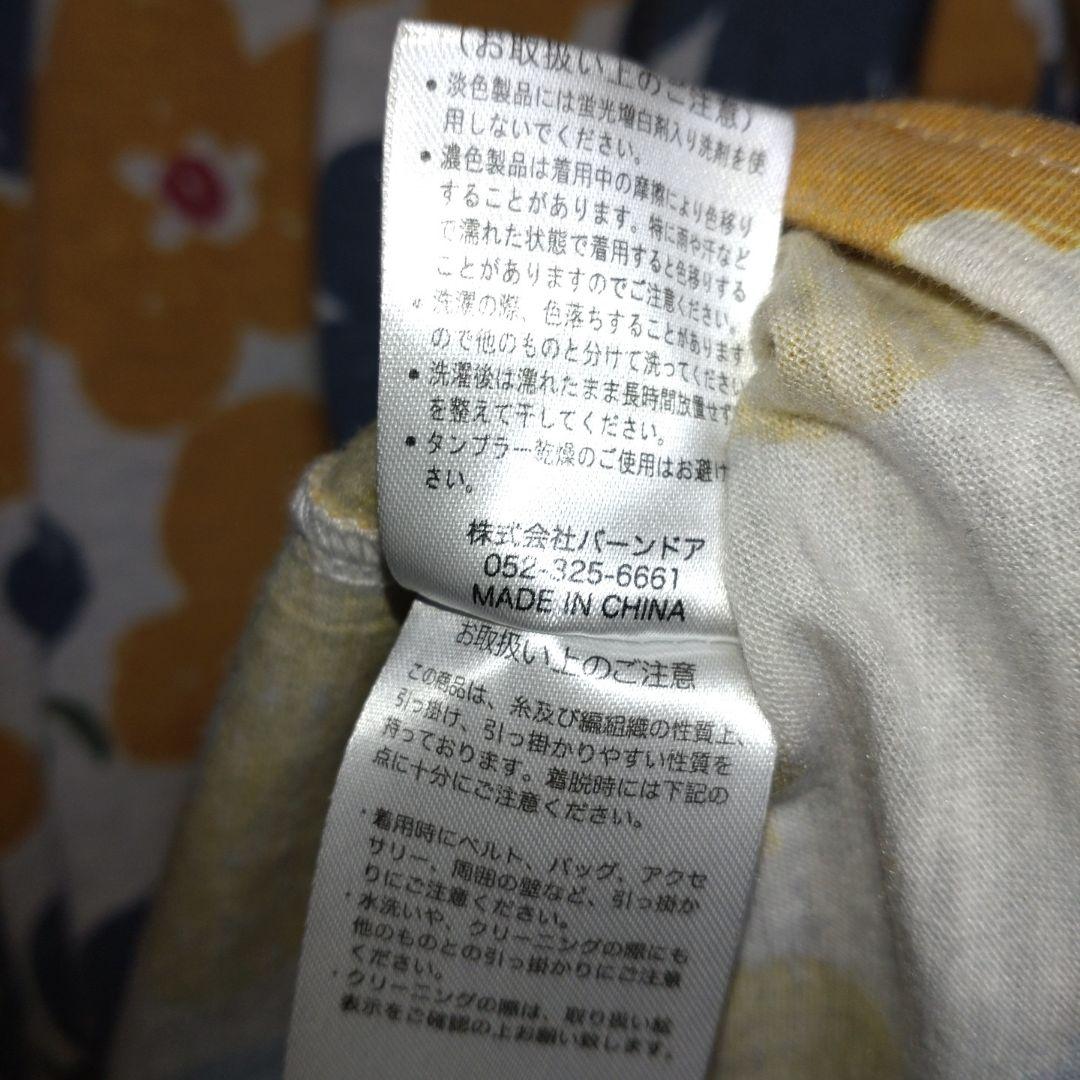 (お取扱い上のご注意)
• 淡色製品には蛍光増白剤入り洗剤を使
用しないでください。
• 濃色製品は着用中の摩擦により色移り
することがあります。特に雨や汗など
で濡れた状態で着用すると色移りする
ことがありますのでご注意ください。
• 洗濯の際、色落ちすることがあります
ので他のものと分けて洗ってください
• 洗濯後は濡れたまま長時間放置せず
を整えて干してください。
• タンブラー乾燥のご使用はお避け
さい。
株式会社バーンドア
052-325-6661
MADE IN CHINA
お取扱い上のご注意
この商品は、糸及び編組織の性質上、
引っ掛け、引っ掛かりやすい性質を
持っております。着脱時には下記の
点に十分にご注意ください。
・着用時にベルト、バッグ、アクセ
サリー、周囲の壁など、引っ掛か
りにご注意ください。
・水洗いや、クリーニングの際にも
他のものとの引っ掛かりにご注意
ください。
・クリーニングの際は、取り扱い絵
表示をご確認の上お願い致します。